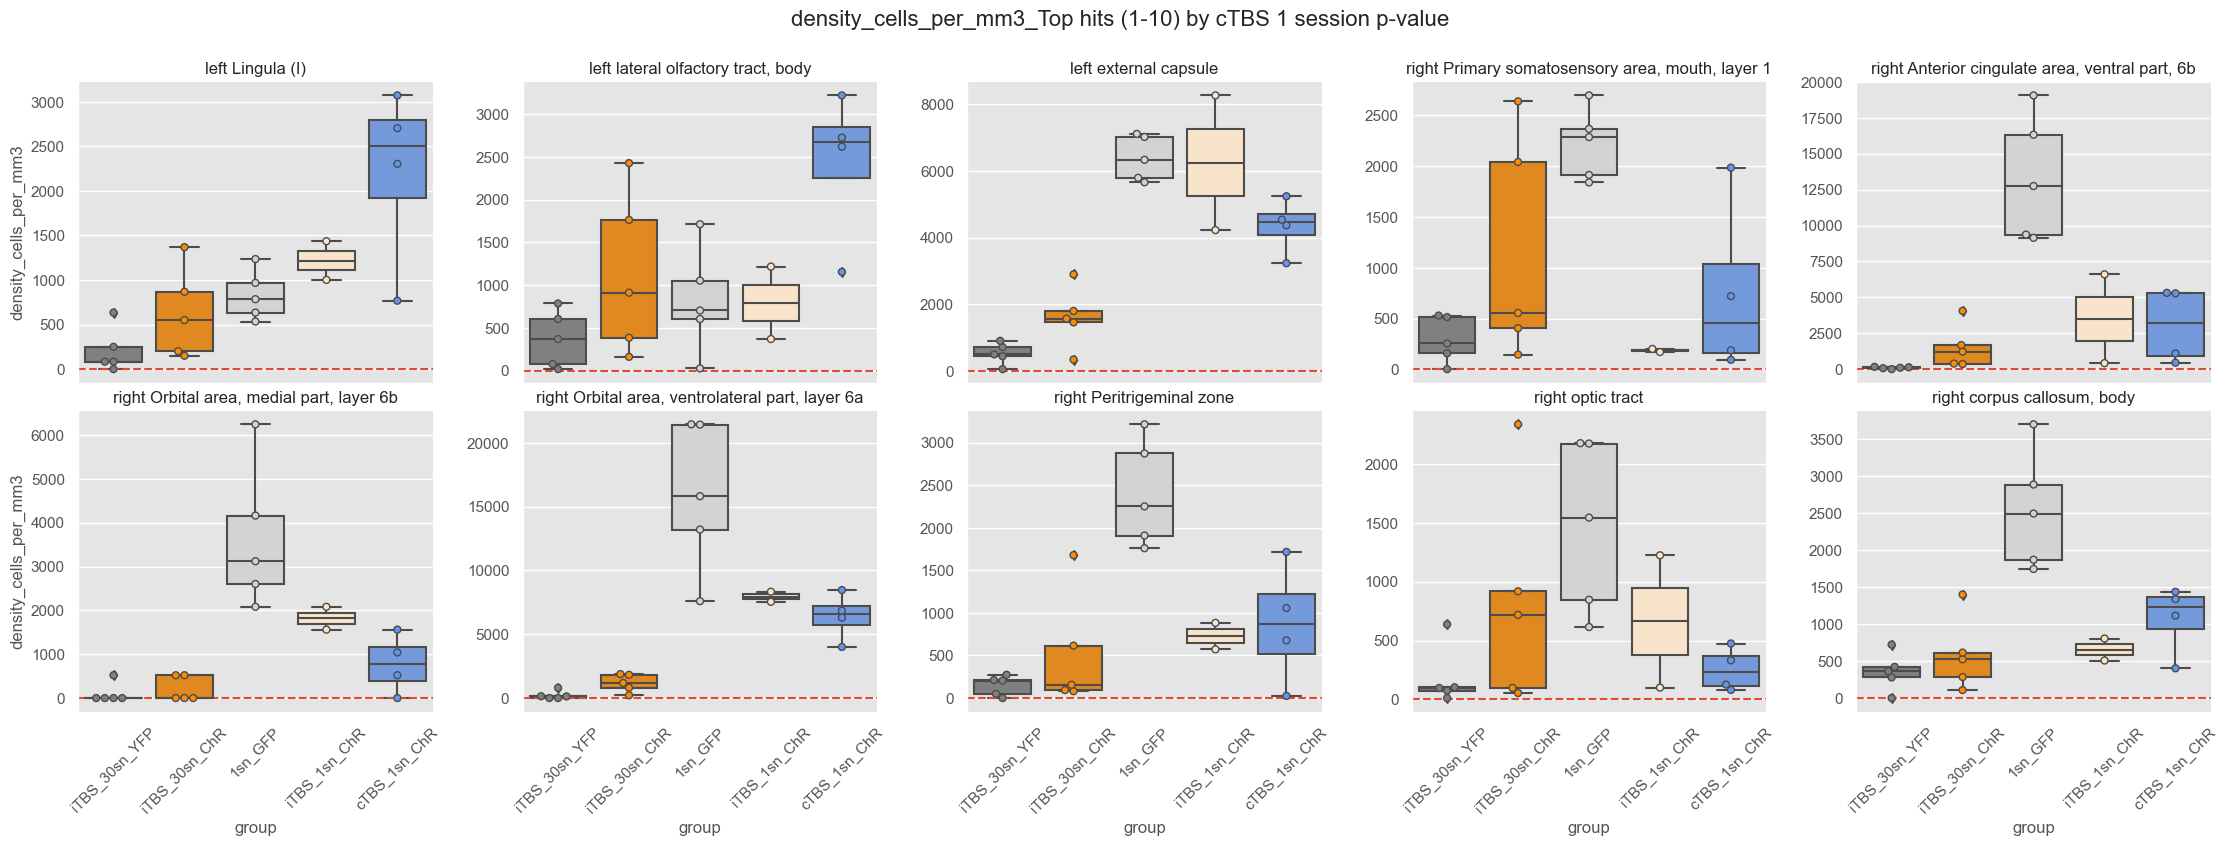 density_cells_per_mm3_Top hits (1-10) by cTBS 1 session p-value
left Lingula (I)
left lateral olfactory tract, body
left external capsule
right Primary somatosensory area, mouth, layer 1
right Anterior cingulate area, ventral part, 6b
density_cells_per_mm3
3000
2500
2000
1500
1000
500
0
3000
2500
2000
1500
1000
500
0
8000
6000
4000
2000
0
2500
2000
1500
1000
500
0
20000
17500
15000
12500
10000
7500
5000
2500
0
right Orbital area, medial part, layer 6b
right Orbital area, ventrolateral part, layer 6a
right Peritrigeminal zone
right optic tract
right corpus callosum, body
density_cells_per_mm3
6000
5000
4000
3000
2000
1000
0
20000
15000
10000
5000
0
3000
2500
2000
1500
1000
500
0
2000
1500
1000
500
0
3500
3000
2500
2000
1500
1000
500
0
iTBS_30sn_YFP
iTBS_30sn_ChR
1sn_GFP
iTBS_1sn_ChR
cTBS_1sn_ChR
iTBS_30sn_YFP
iTBS_30sn_ChR
1sn_GFP
iTBS_1sn_ChR
cTBS_1sn_ChR
iTBS_30sn_YFP
iTBS_30sn_ChR
1sn_GFP
iTBS_1sn_ChR
cTBS_1sn_ChR
iTBS_30sn_YFP
iTBS_30sn_ChR
1sn_GFP
iTBS_1sn_ChR
cTBS_1sn_ChR
iTBS_30sn_YFP
iTBS_30sn_ChR
1sn_GFP
iTBS_1sn_ChR
cTBS_1sn_ChR
group
group
group
group
group